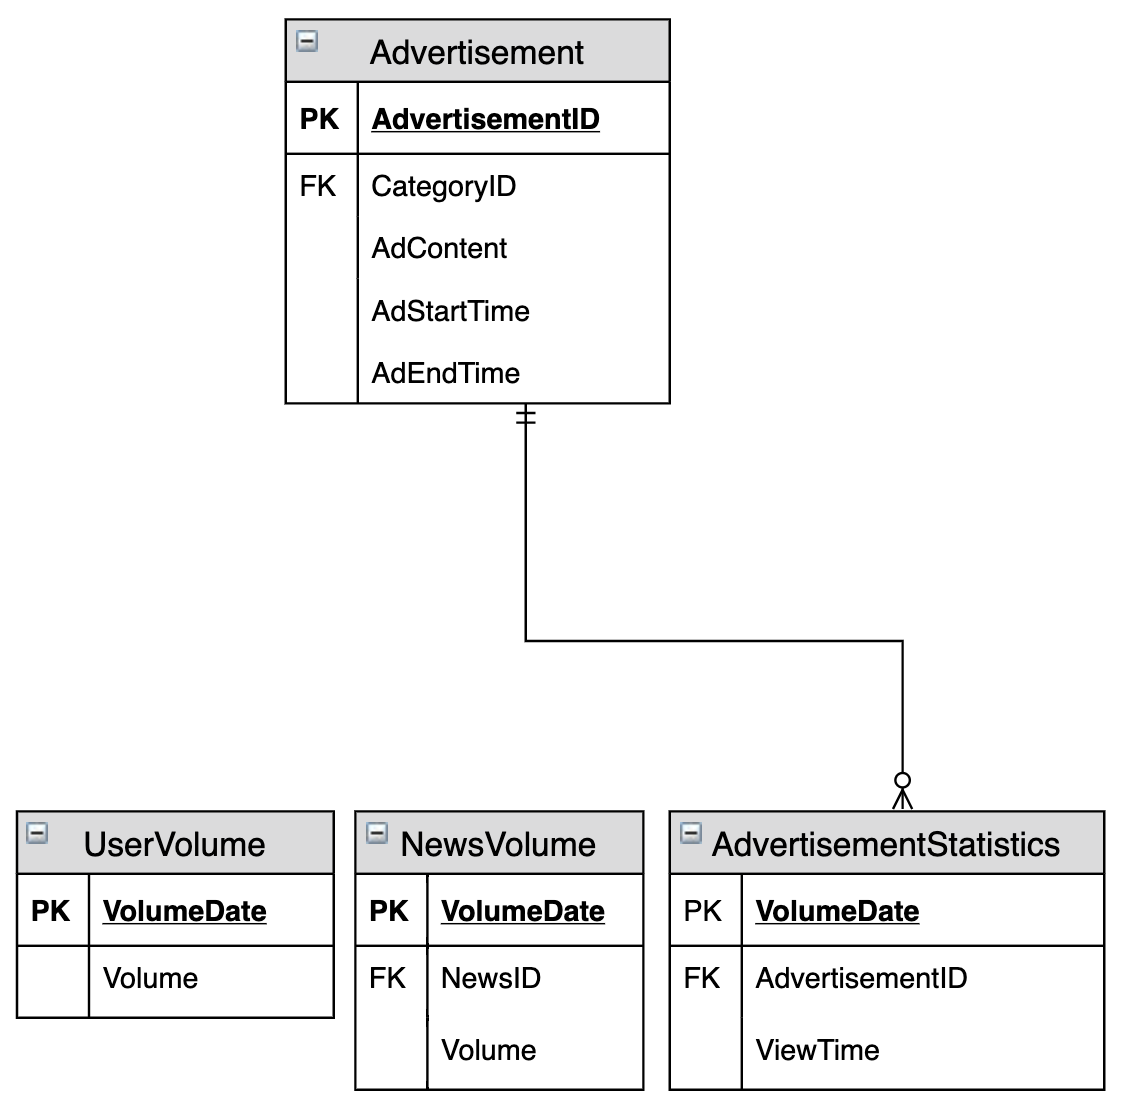 Advertisement
PK AdvertisementID
FK CategoryID
AdContent
AdStartTime
AdEndTime
UserVolume
PK VolumeDate
Volume
NewsVolume
PK VolumeDate
FK NewsID
Volume
AdvertisementStatistics
PK VolumeDate
FK AdvertisementID
ViewTime